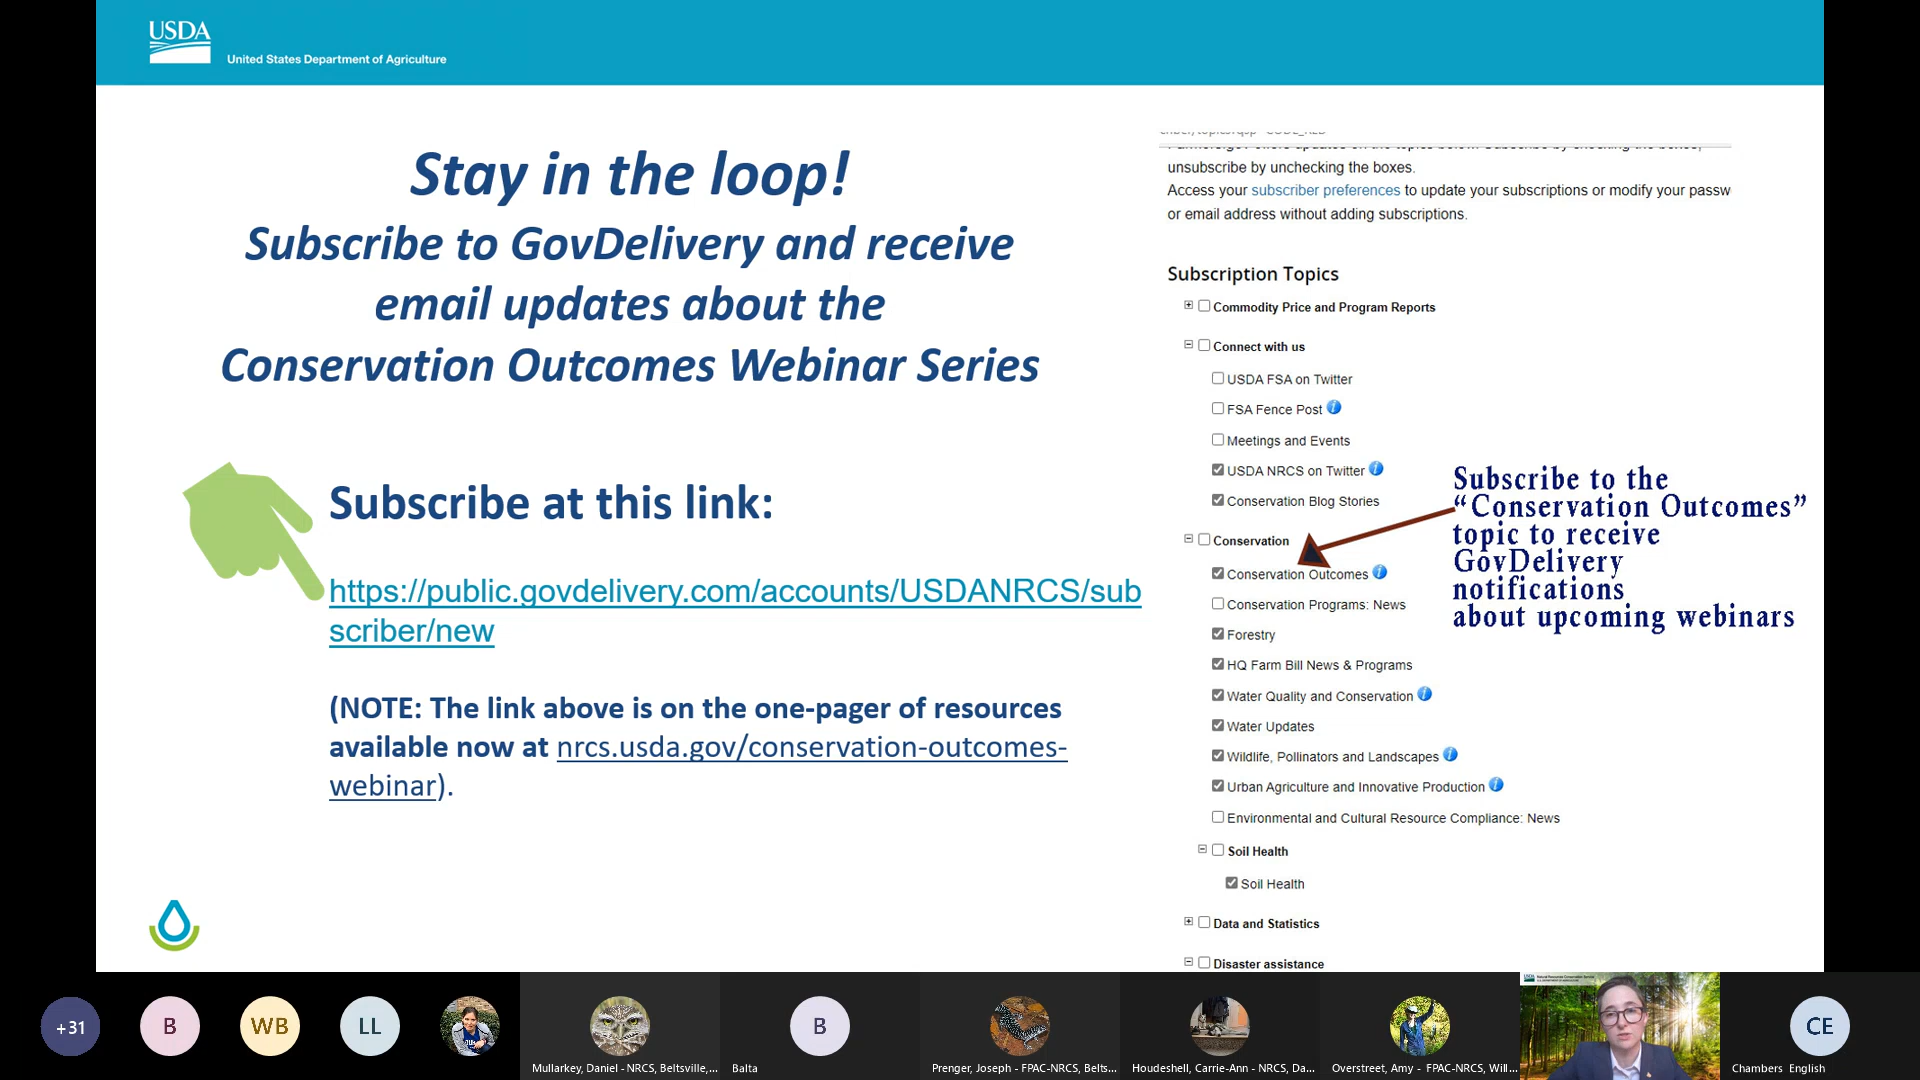 USDA
United States Department of Agriculture
Stay in the loop!
Subscribe to GovDelivery and receive
email updates about the
Conservation Outcomes Webinar Series
Subscribe at this link:
https://public.govdelivery.com/accounts/USDANRCS/sub
scriber/new
(NOTE: The link above is on the one-pager of resources
available now at nrcs.usda.gov/conservation-outcomes-
webinar).
unsubscribe by unchecking the boxes.
Access your subscriber preferences to update your subscriptions or modify your passw
or email address without adding subscriptions.
Subscription Topics
Commodity Price and Program Reports
Connect with us
USDA FSA on Twitter
FSA Fence Post
Meetings and Events
USDA NRCS on Twitter
Conservation Blog Stories
Conservation
Conservation Outcomes
Conservation Programs: News
Forestry
HQ Farm Bill News & Programs
Water Quality and Conservation
Water Updates
Wildlife, Pollinators and Landscapes
Urban Agriculture and Innovative Production
Environmental and Cultural Resource Compliance: News
Soil Health
Soil Health
Data and Statistics
Disaster assistance
Subscribe to the
“Conservation Outcomes”
topic to receive
GovDelivery
notifications
about upcoming webinars
+31
B
WB
LL
Mullarkey, Daniel - NRCS, Beltsville,...
B
Balta
Prenger, Joseph - FPAC-NRCS, Belts...
Houdeshell, Carrie-Ann - NRCS, Da...
Overstreet, Amy - FPAC-NRCS, Will...
CE
Chambers English